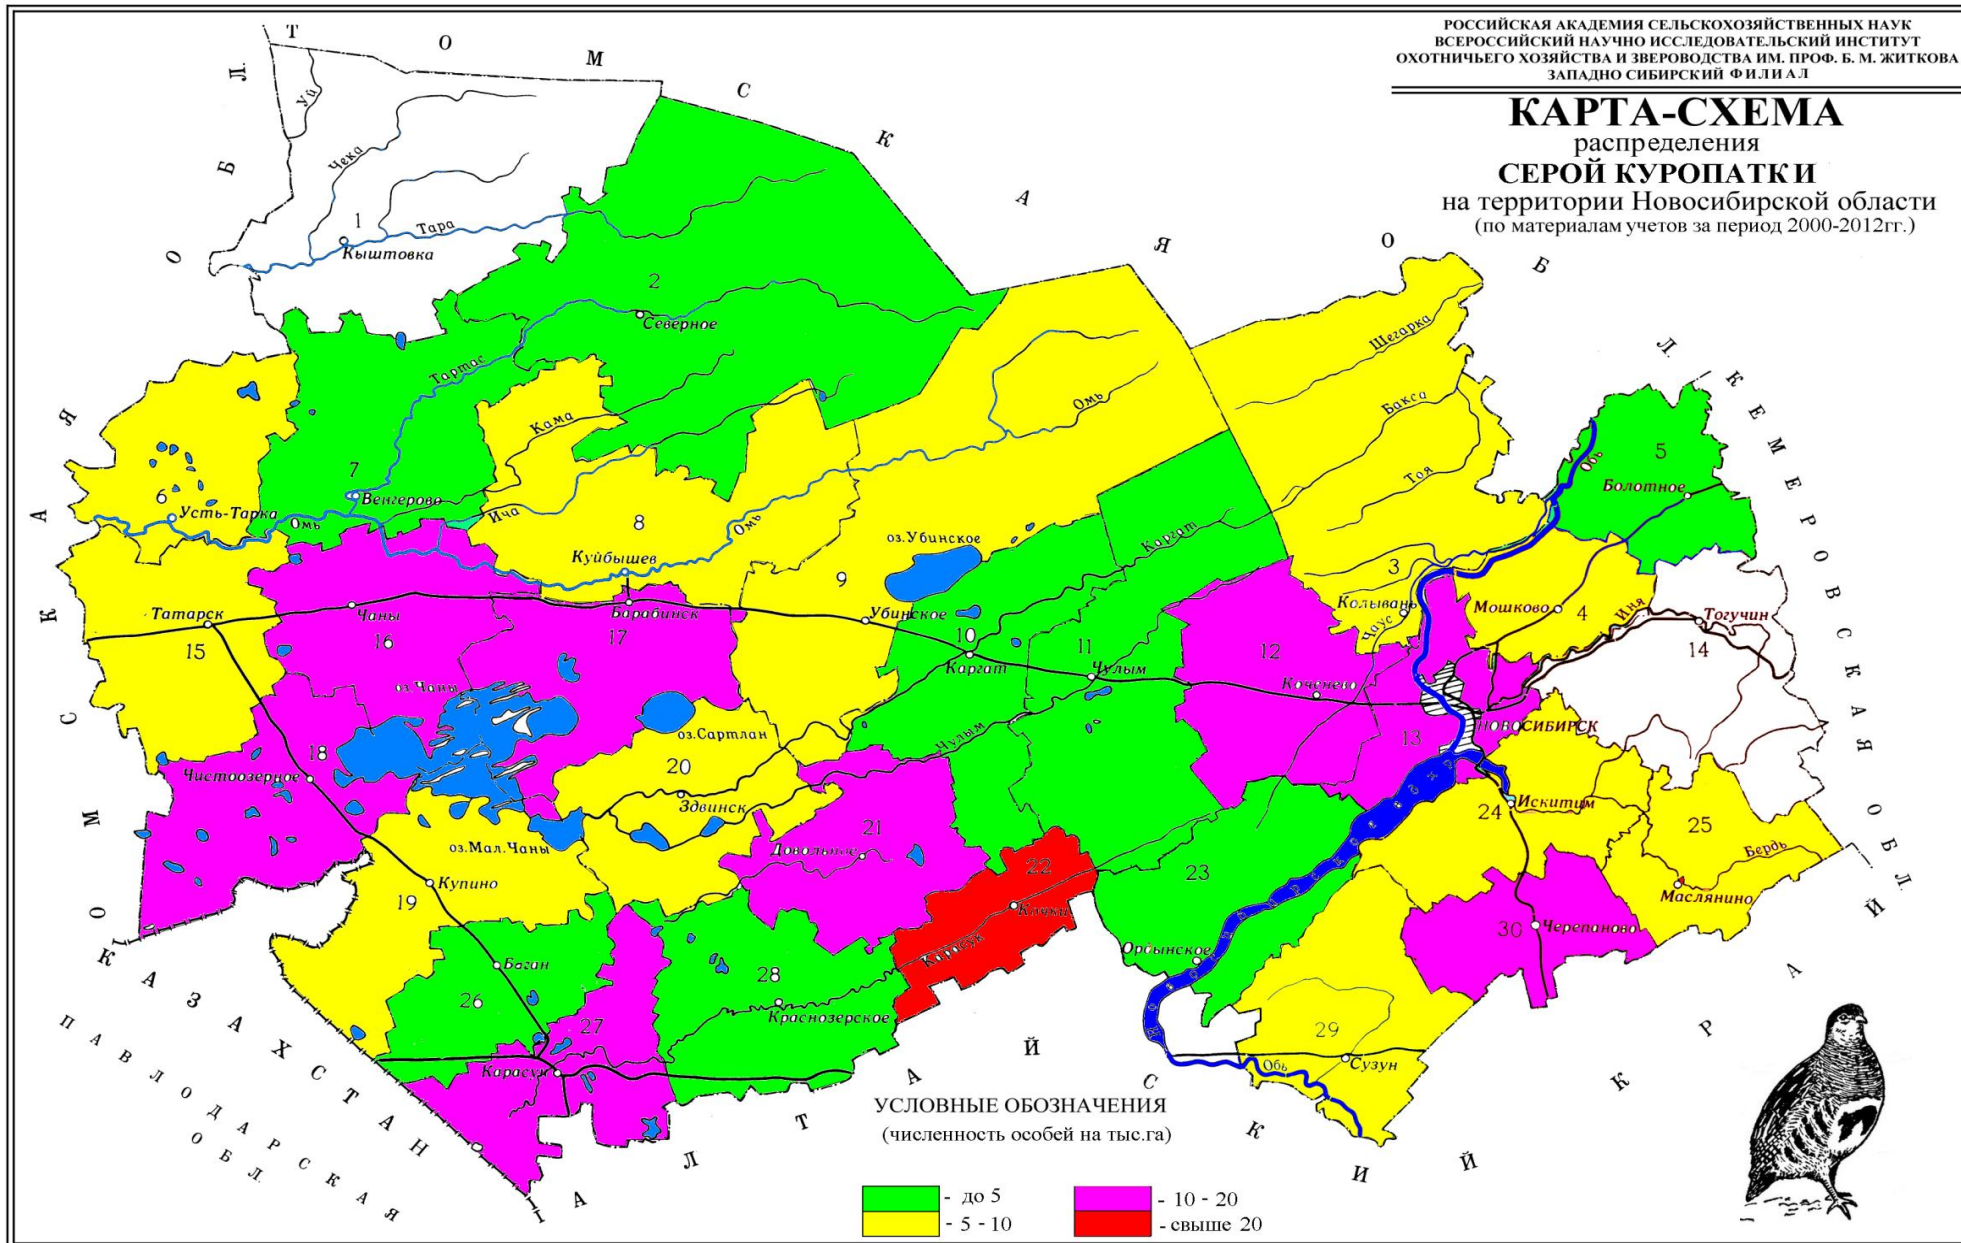 РОССИЙСКАЯ АКАДЕМИЯ СЕЛЬСКОХОЗЯЙСТВЕННЫХ НАУК
ВСЕРОССИЙСКИЙ НАУЧНО ИССЛЕДОВАТЕЛЬСКИЙ ИНСТИТУТ
ОХОТНИЧЬЕГО ХОЗЯЙСТВА И ЗВЕРОВОДСТВА ИМ. ПРОФ. Б. М. ЖИТКОВА
ЗАПАДНО СИБИРСКИЙ ФИЛИАЛ
КАРТА-СХЕМА
распределения
СЕРОЙ КУРОПАТКИ
на территории Новосибирской области
(по материалам учетов за период 2000-2012гг.)
ТОМСКАЯ ОБЛ.
ОМСКАЯ ОБЛ.
КЕМЕРОВСКАЯ ОБЛ.
АЛТАЙСКИЙ КРАЙ
КАЗАХСТАН
ПАВЛОДАРСКАЯ
ОБЛ.
Уй
Чека
1
Тара
Кыштовка
2
Северное
Тартас
Шегарка
Бакса
Тоя
Омь
Кама
7
Венгерово
6
Усть-Тарка
Омь
Ича
8
Омь
Куйбышев
оз.Убинское
Каргат
Обь
5
Болотное
3
Колывань
Чаус
Мошково
4
Иня
Тогучин
14
9
Убинское
Татарск
15
Чаны
16
Барабинск
17
10
Каргат
11
Чулым
12
Коченево
оз.Чаны
18
Чистоозерное
оз.Сартлан
20
Здвинск
Чулым
13
НОВОСИБИРСК
24
Искитим
25
Бердь
Маслянино
оз.Мал.Чаны
19
Купино
21
Довольное
22
Кочки
Карасук
23
Ордынское
Новосибирское вдхр
30
Черепаново
Баган
26
27
28
Краснозерское
Карасук
29
Сузун
Обь
УСЛОВНЫЕ ОБОЗНАЧЕНИЯ
(численность особей на тыс.га)
- до 5
- 5 - 10
- 10 - 20
- свыше 20